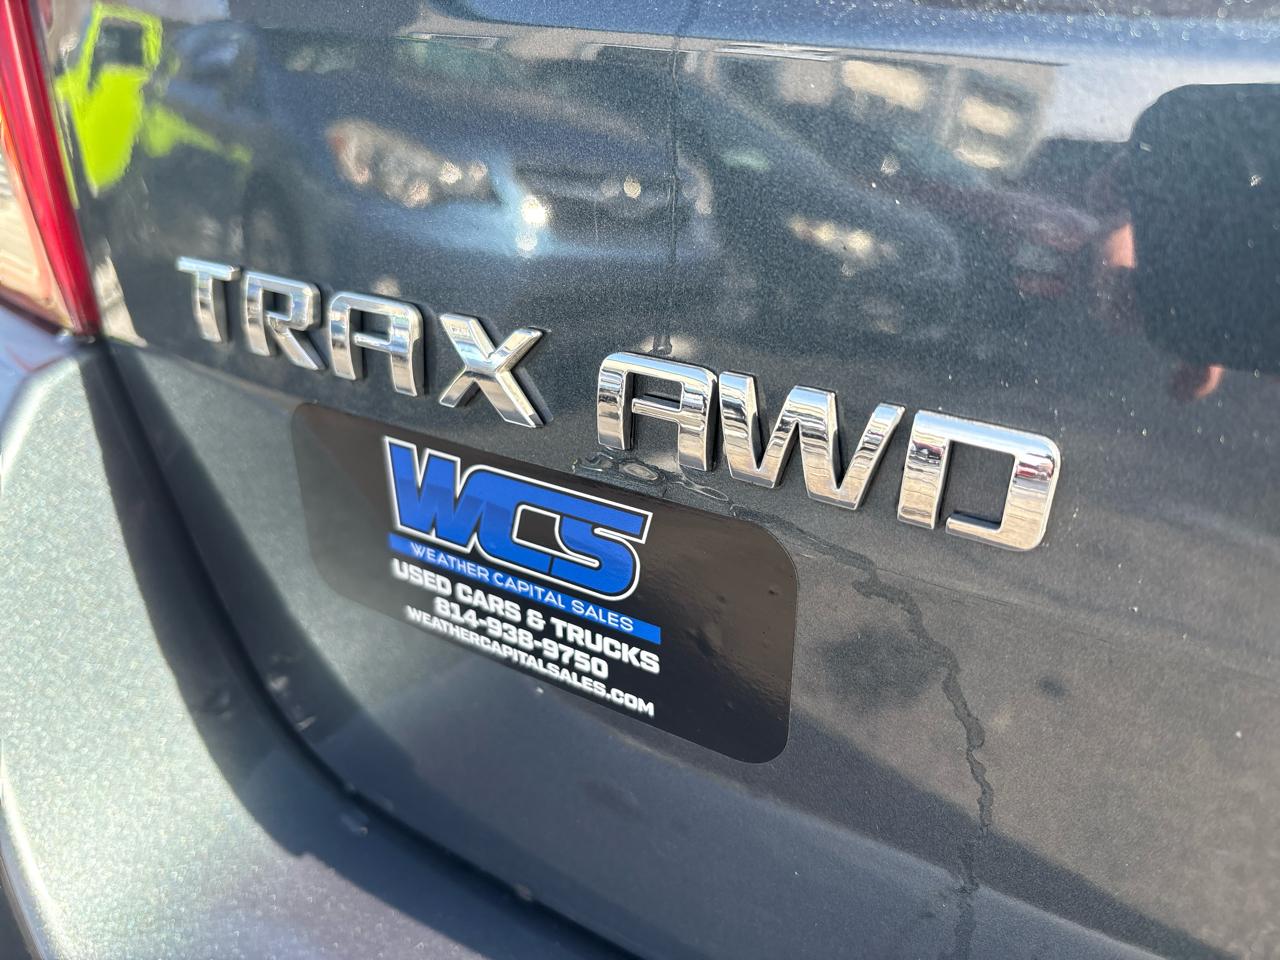 TRAX AWD
WCS
WEATHER CAPITAL SALES
USED CARS & TRUCKS
814-938-9750
WEATHERCAPITALSALES.COM